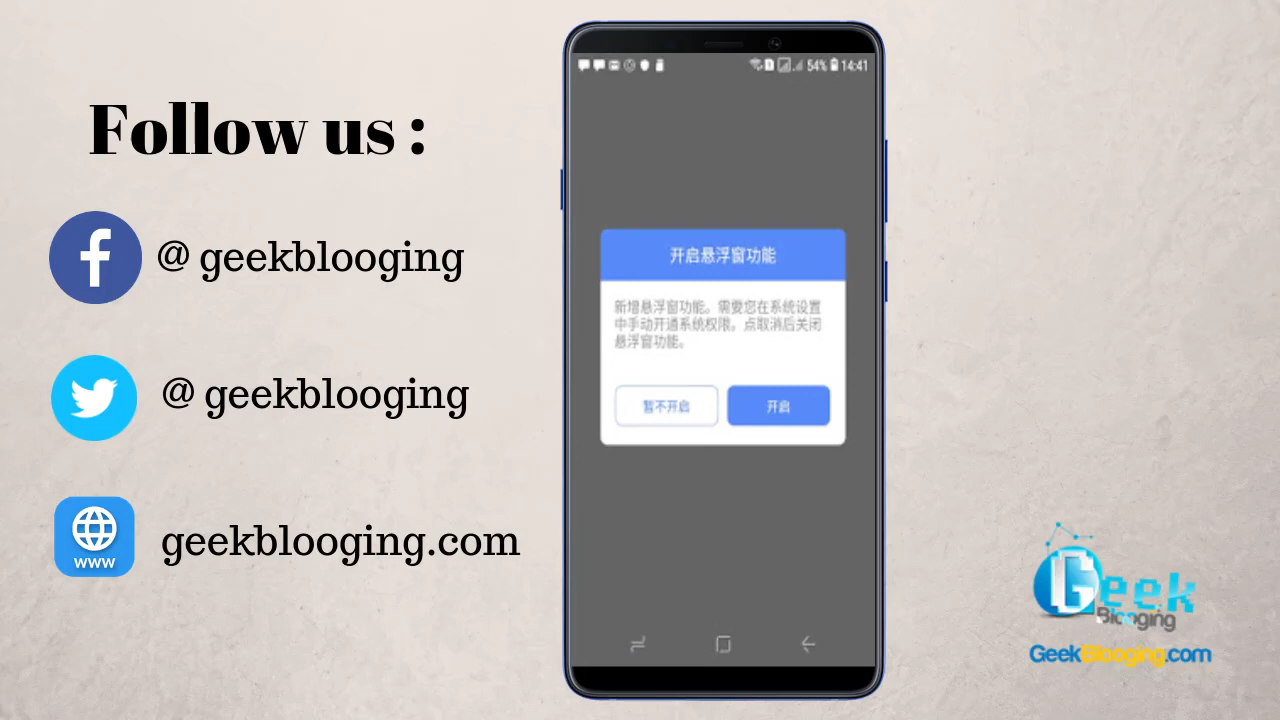 Follow us :
@ geekblooging
@ geekblooging
www
geekblooging.com
54% 14:41
开启悬浮窗功能
新增悬浮窗功能。需要您在系统设置
中手动开通系统权限。点取消后关闭
悬浮窗功能。
暂不开启
开启
Geek
Blooging
GeekBlooging.com